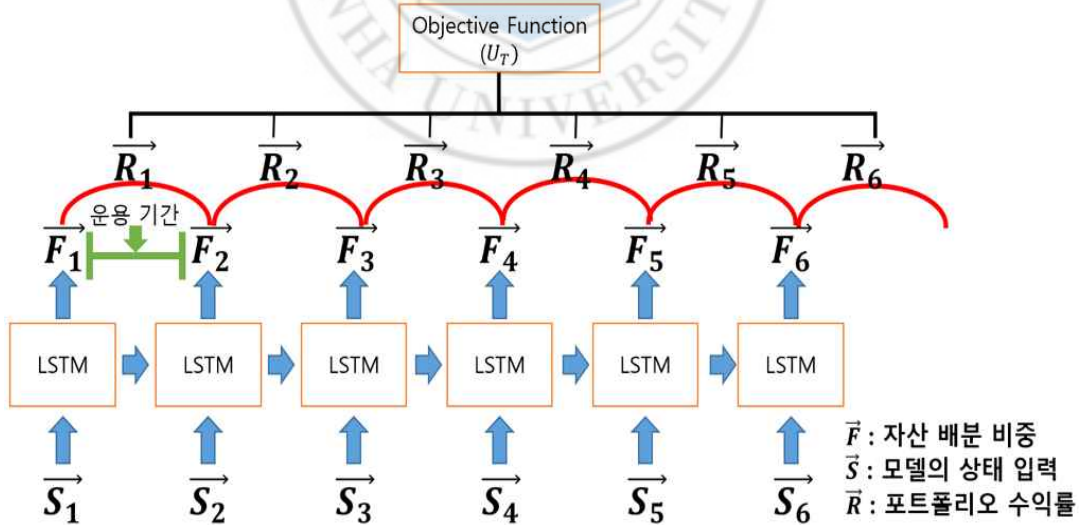 Objective Function
(U_T)
WHA UNIVERSI
R⃗₁ R⃗₂ R⃗₃ R⃗₄ R⃗₅ R⃗₆
운용 기간
F⃗₁ F⃗₂ F⃗₃ F⃗₄ F⃗₅ F⃗₆
LSTM LSTM LSTM LSTM LSTM LSTM
S⃗₁ S⃗₂ S⃗₃ S⃗₄ S⃗₅ S⃗₆
F⃗ : 자산 배분 비중
S⃗ : 모델의 상태 입력
R⃗ : 포트폴리오 수익률